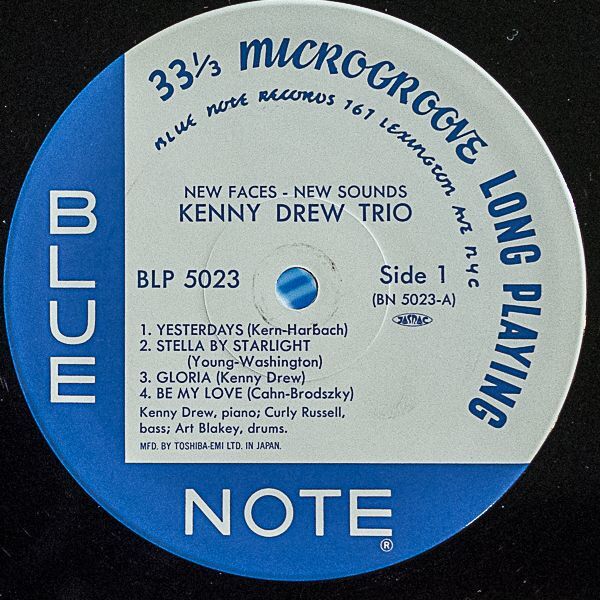 33⅓ MICROGROOVE LONG PLAYING
BLUE NOTE RECORDS 767 LEXINGTON AVE NYC
NEW FACES - NEW SOUNDS
KENNY DREW TRIO
BLP 5023
Side 1
(BN 5023-A)
JASRAC
1. YESTERDAYS (Kern-Harbach)
2. STELLA BY STARLIGHT
(Young-Washington)
3. GLORIA (Kenny Drew)
4. BE MY LOVE (Cahn-Brodszky)
Kenny Drew, piano; Curly Russell,
bass; Art Blakey, drums.
MFD. BY TOSHIBA-EMI LTD. IN JAPAN.
BLUE
NOTE®